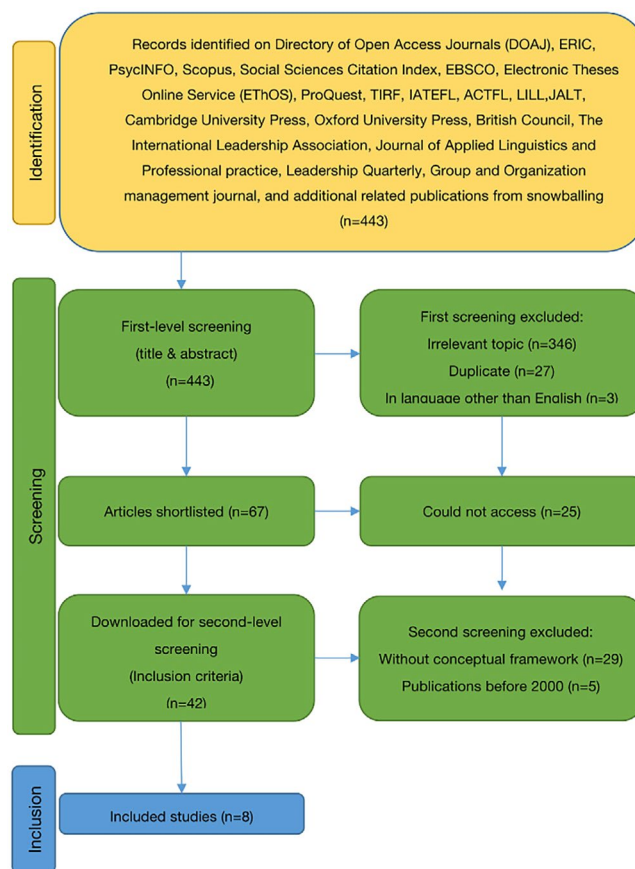 Identification
Records identified on Directory of Open Access Journals (DOAJ), ERIC,
PsycINFO, Scopus, Social Sciences Citation Index, EBSCO, Electronic Theses
Online Service (EThOS), ProQuest, TIRF, IATEFL, ACTFL, LILL,JALT,
Cambridge University Press, Oxford University Press, British Council, The
International Leadership Association, Journal of Applied Linguistics and
Professional practice, Leadership Quarterly, Group and Organization
management journal, and additional related publications from snowballing
(n=443)
Screening
First-level screening
(title & abstract)
(n=443)
First screening excluded:
Irrelevant topic (n=346)
Duplicate (n=27)
In language other than English (n=3)
Articles shortlisted (n=67)
Could not access (n=25)
Downloaded for second-level
screening
(Inclusion criteria)
(n=42)
Second screening excluded:
Without conceptual framework (n=29)
Publications before 2000 (n=5)
Inclusion
Included studies (n=8)